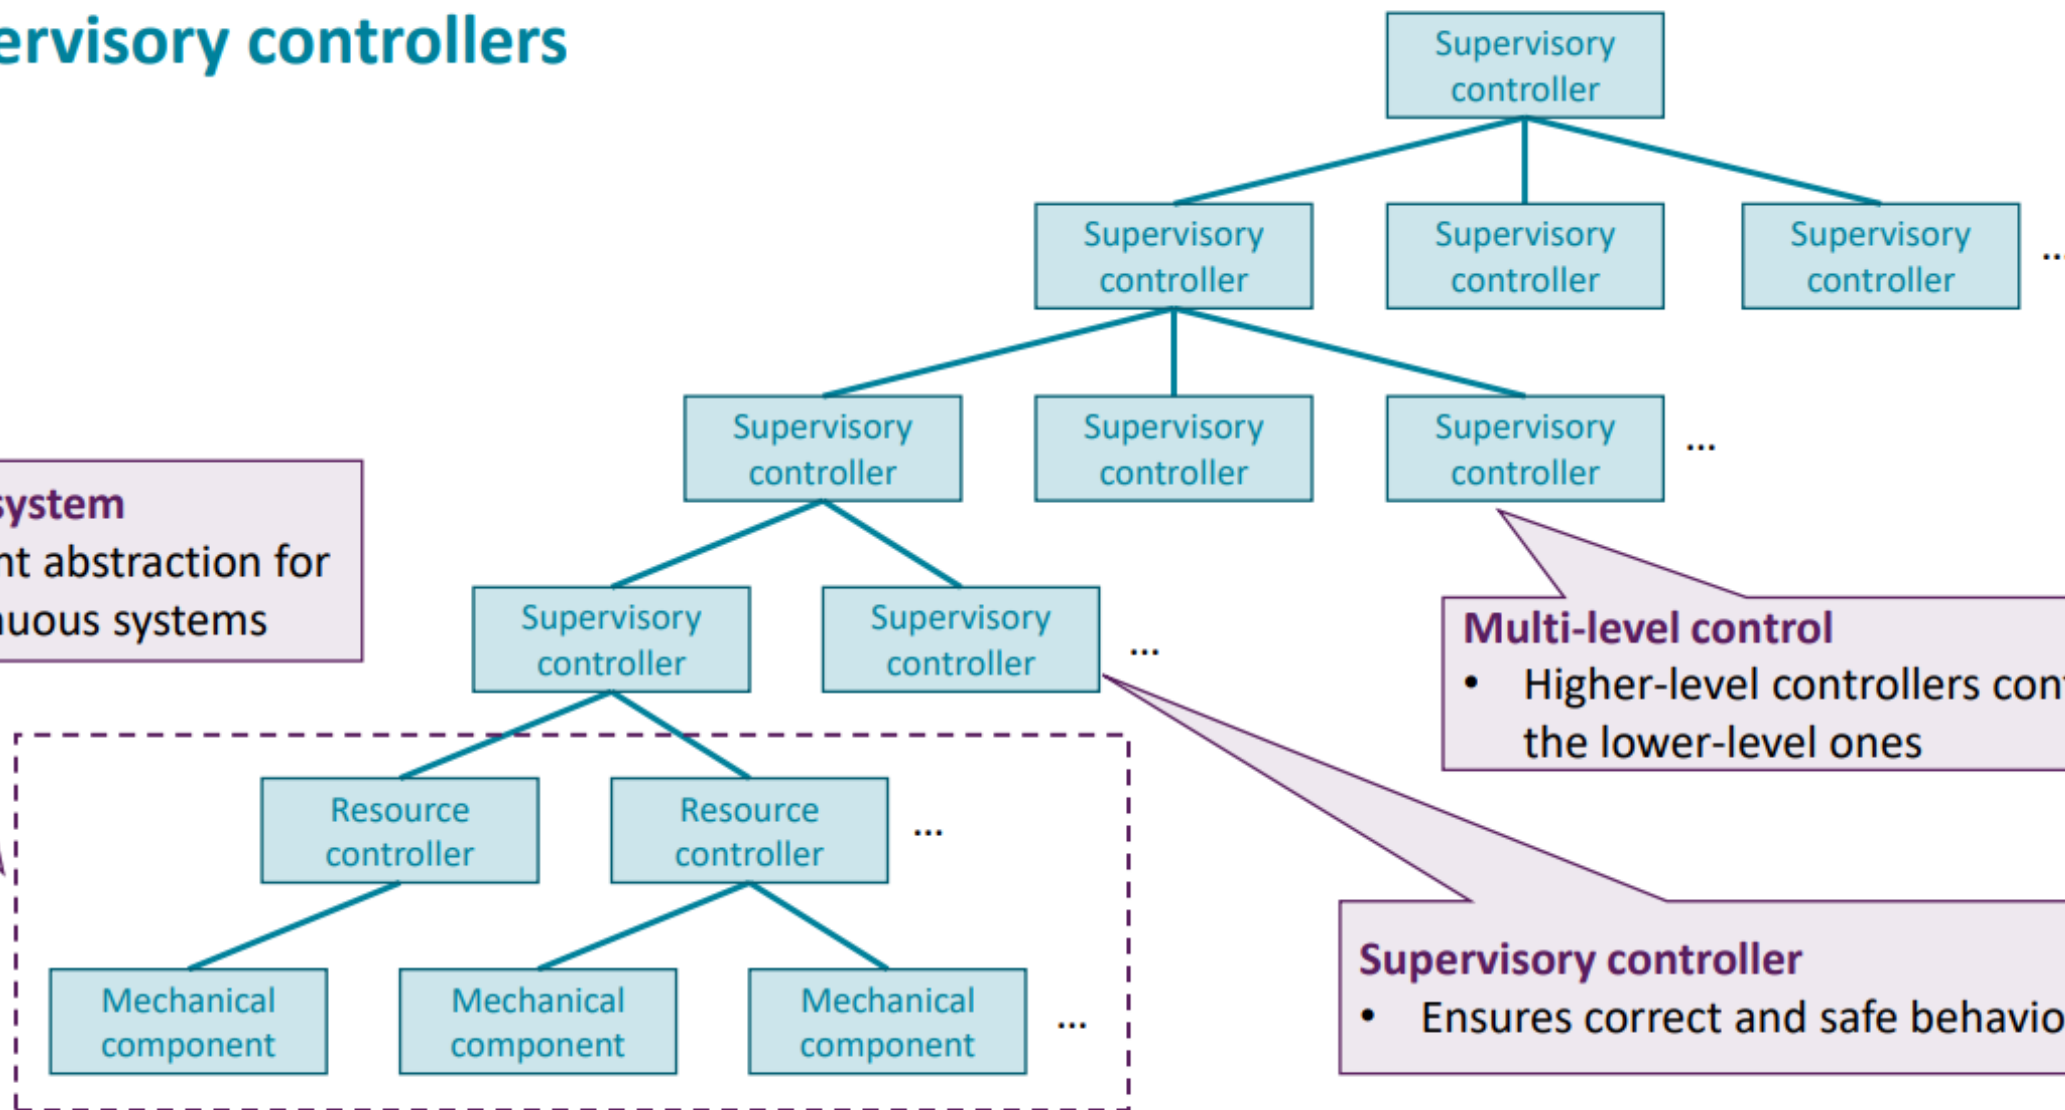 ervisory controllers
Supervisory
controller
Supervisory
controller
Supervisory
controller
Supervisory
controller
...
Supervisory
controller
Supervisory
controller
Supervisory
controller
...
system
nt abstraction for
nuous systems
Supervisory
controller
Supervisory
controller
...
Multi-level control
• Higher-level controllers con
the lower-level ones
Resource
controller
Resource
controller
...
Supervisory controller
• Ensures correct and safe behavio
Mechanical
component
Mechanical
component
Mechanical
component
...